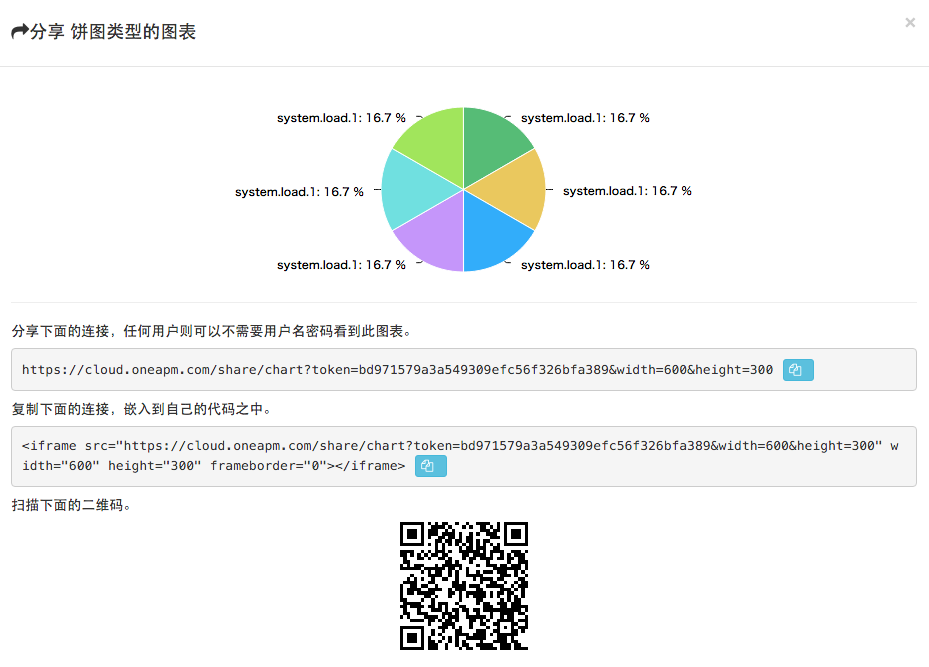 分享 饼图类型的图表
×
system.load.1: 16.7 %
system.load.1: 16.7 %
system.load.1: 16.7 %
system.load.1: 16.7 %
system.load.1: 16.7 %
system.load.1: 16.7 %
分享下面的连接，任何用户则可以不需要用户名密码看到此图表。
https://cloud.oneapm.com/share/chart?token=bd971579a3a549309efc56f326bfa389&width=600&height=300
复制下面的连接，嵌入到自己的代码之中。
<iframe src="https://cloud.oneapm.com/share/chart?token=bd971579a3a549309efc56f326bfa389&width=600&height=300" w
idth="600" height="300" frameborder="0"></iframe>
扫描下面的二维码。